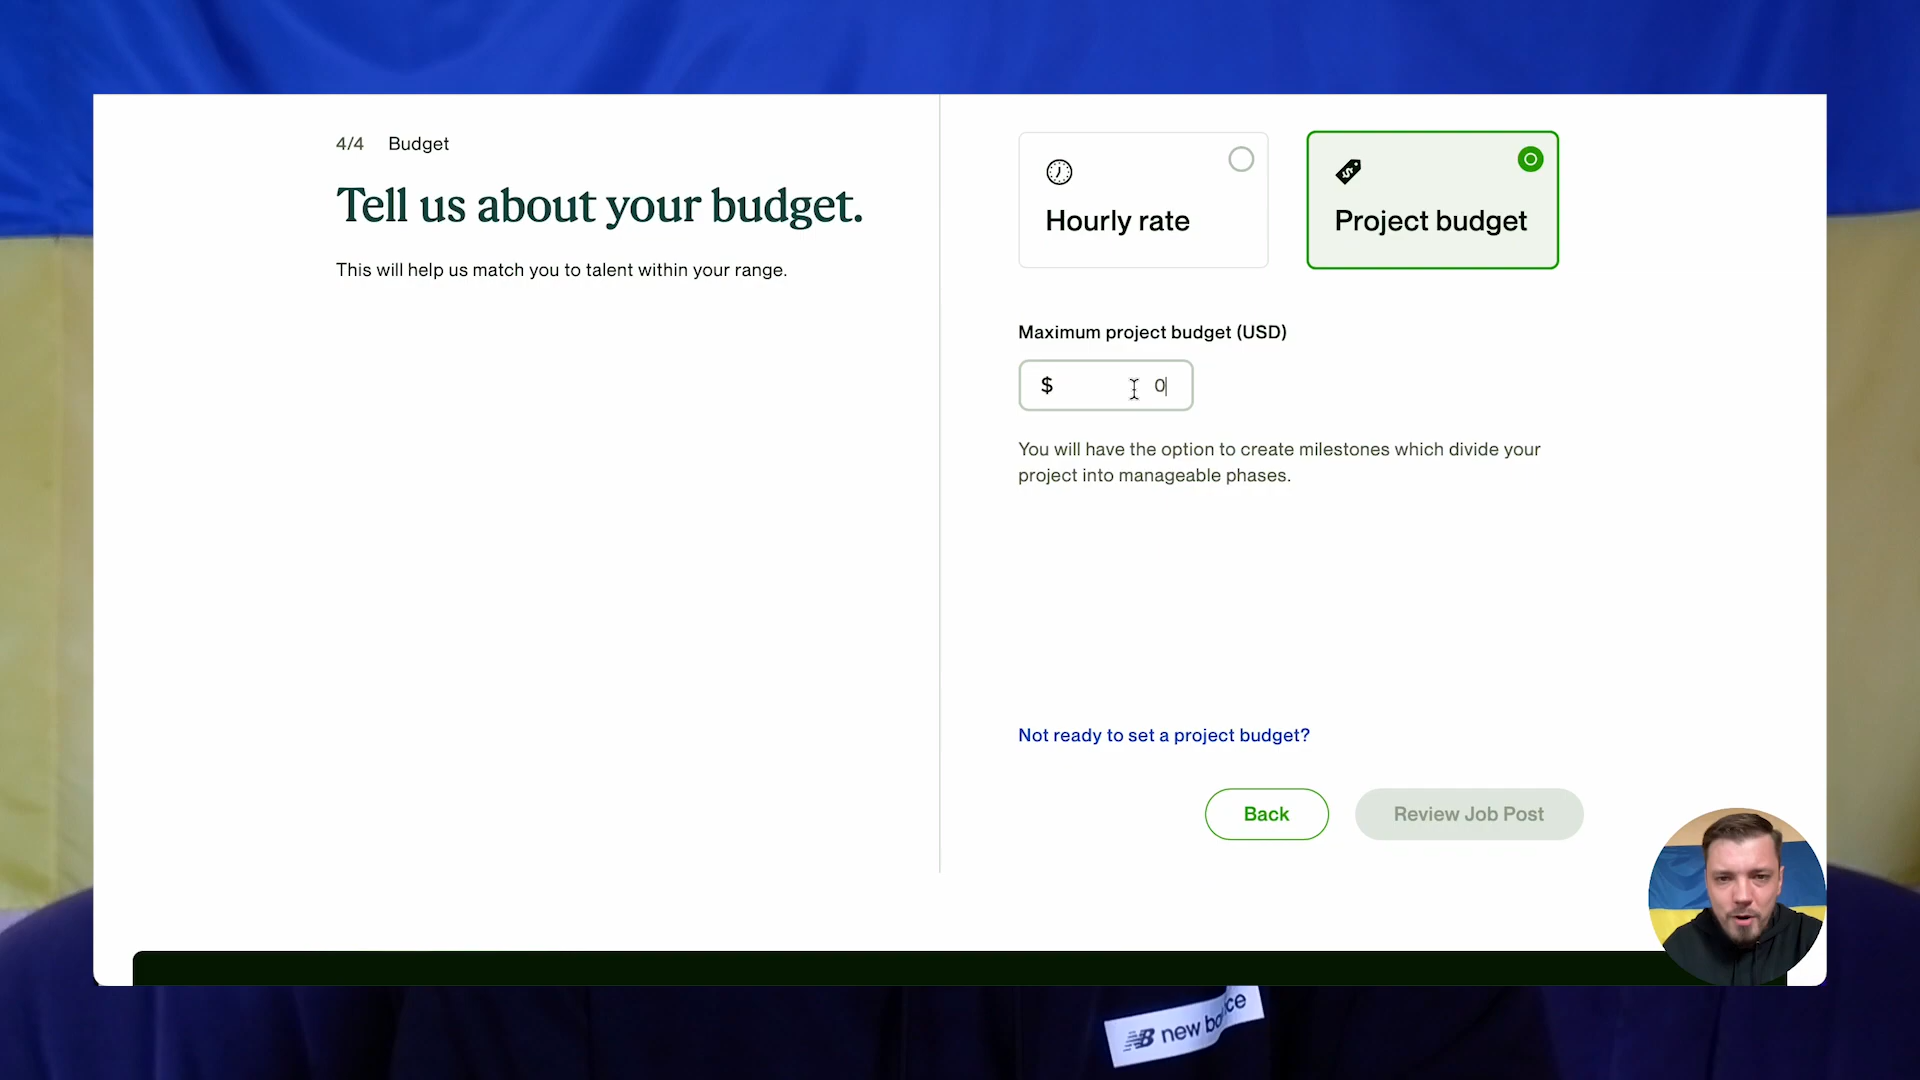 4/4 Budget
Tell us about your budget.
This will help us match you to talent within your range.
Hourly rate
Project budget
Maximum project budget (USD)
$ 0
You will have the option to create milestones which divide your
project into manageable phases.
Not ready to set a project budget?
Back
Review Job Post
new balance